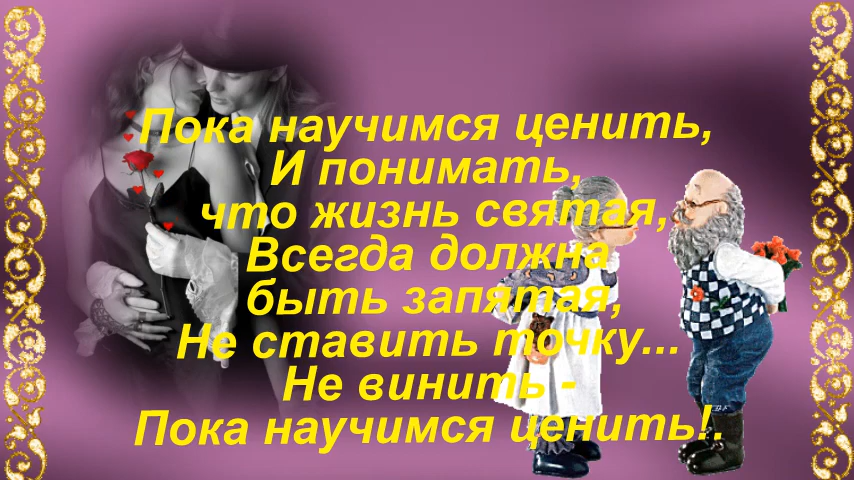 Пока научимся ценить,
И понимать,
что жизнь святая,
Всегда должна
быть запятая,
Не ставить точку...
Не винить -
Пока научимся ценить!.